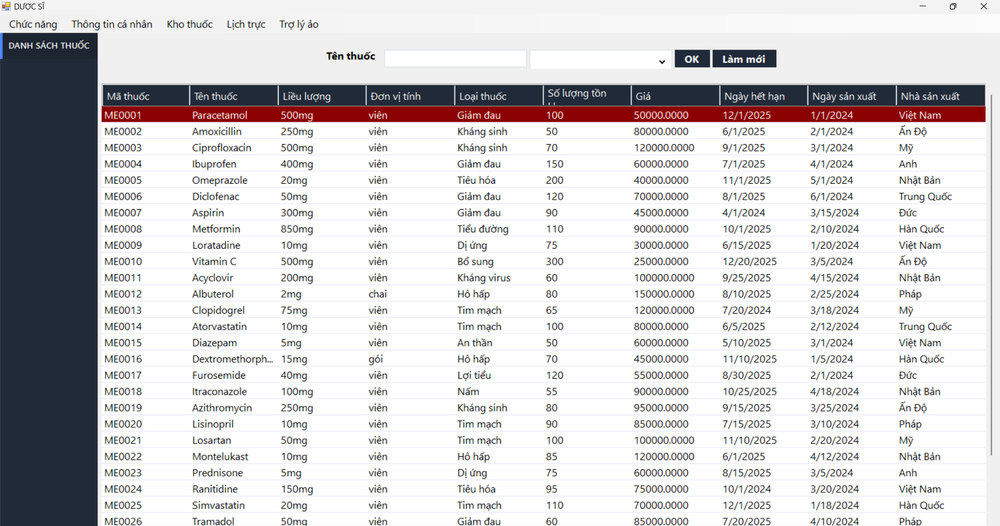 DƯỢC SĨ
Chức năng Thông tin cá nhân Kho thuốc Lịch trực Trợ lý ảo
DANH SÁCH THUỐC
Tên thuốc OK Làm mới
Mã thuốc Tên thuốc Liều lượng Đơn vị tính Loại thuốc Số lượng tồn Giá Ngày hết hạn Ngày sản xuất Nhà sản xuất
ME0001 Paracetamol 500mg viên Giảm đau 100 50000.0000 12/1/2025 1/1/2024 Việt Nam
ME0002 Amoxicillin 250mg viên Kháng sinh 50 80000.0000 6/1/2025 2/1/2024 Ấn Độ
ME0003 Ciprofloxacin 500mg viên Kháng sinh 70 120000.0000 9/1/2025 3/1/2024 Mỹ
ME0004 Ibuprofen 400mg viên Giảm đau 150 60000.0000 7/1/2025 4/1/2024 Anh
ME0005 Omeprazole 20mg viên Tiêu hóa 200 40000.0000 11/1/2025 5/1/2024 Nhật Bản
ME0006 Diclofenac 50mg viên Giảm đau 120 70000.0000 8/1/2025 6/1/2024 Trung Quốc
ME0007 Aspirin 300mg viên Giảm đau 90 45000.0000 4/1/2024 3/15/2024 Đức
ME0008 Metformin 850mg viên Tiểu đường 110 90000.0000 10/1/2025 2/10/2024 Hàn Quốc
ME0009 Loratadine 10mg viên Dị ứng 75 30000.0000 6/15/2025 1/20/2024 Việt Nam
ME0010 Vitamin C 500mg viên Bổ sung 300 25000.0000 12/20/2025 3/5/2024 Ấn Độ
ME0011 Acyclovir 200mg viên Kháng virus 60 100000.0000 9/25/2025 4/15/2024 Nhật Bản
ME0012 Albuterol 2mg chai Hô hấp 80 150000.0000 8/10/2025 2/25/2024 Pháp
ME0013 Clopidogrel 75mg viên Tim mạch 65 120000.0000 7/20/2024 3/18/2024 Mỹ
ME0014 Atorvastatin 10mg viên Tim mạch 100 80000.0000 6/5/2025 2/12/2024 Trung Quốc
ME0015 Diazepam 5mg viên An thần 50 60000.0000 5/10/2025 3/1/2024 Việt Nam
ME0016 Dextromethorph... 15mg gói Hô hấp 70 45000.0000 11/10/2025 1/5/2024 Hàn Quốc
ME0017 Furosemide 40mg viên Lợi tiểu 120 55000.0000 8/30/2025 2/1/2024 Đức
ME0018 Itraconazole 100mg viên Nấm 55 90000.0000 10/25/2025 4/18/2024 Nhật Bản
ME0019 Azithromycin 250mg viên Kháng sinh 80 95000.0000 9/15/2025 3/25/2024 Ấn Độ
ME0020 Lisinopril 10mg viên Tim mạch 90 85000.0000 7/15/2025 3/10/2024 Pháp
ME0021 Losartan 50mg viên Tim mạch 100 100000.0000 11/10/2025 2/20/2024 Mỹ
ME0022 Montelukast 10mg viên Hô hấp 85 120000.0000 6/1/2025 4/12/2024 Nhật Bản
ME0023 Prednisone 5mg viên Dị ứng 75 60000.0000 8/15/2025 3/5/2024 Anh
ME0024 Ranitidine 150mg viên Tiêu hóa 95 75000.0000 10/1/2024 3/20/2024 Việt Nam
ME0025 Simvastatin 20mg viên Tim mạch 110 70000.0000 12/1/2025 1/18/2024 Hàn Quốc
ME0026 Tramadol 50mg viên Giảm đau 60 85000.0000 7/20/2025 4/10/2024 Pháp